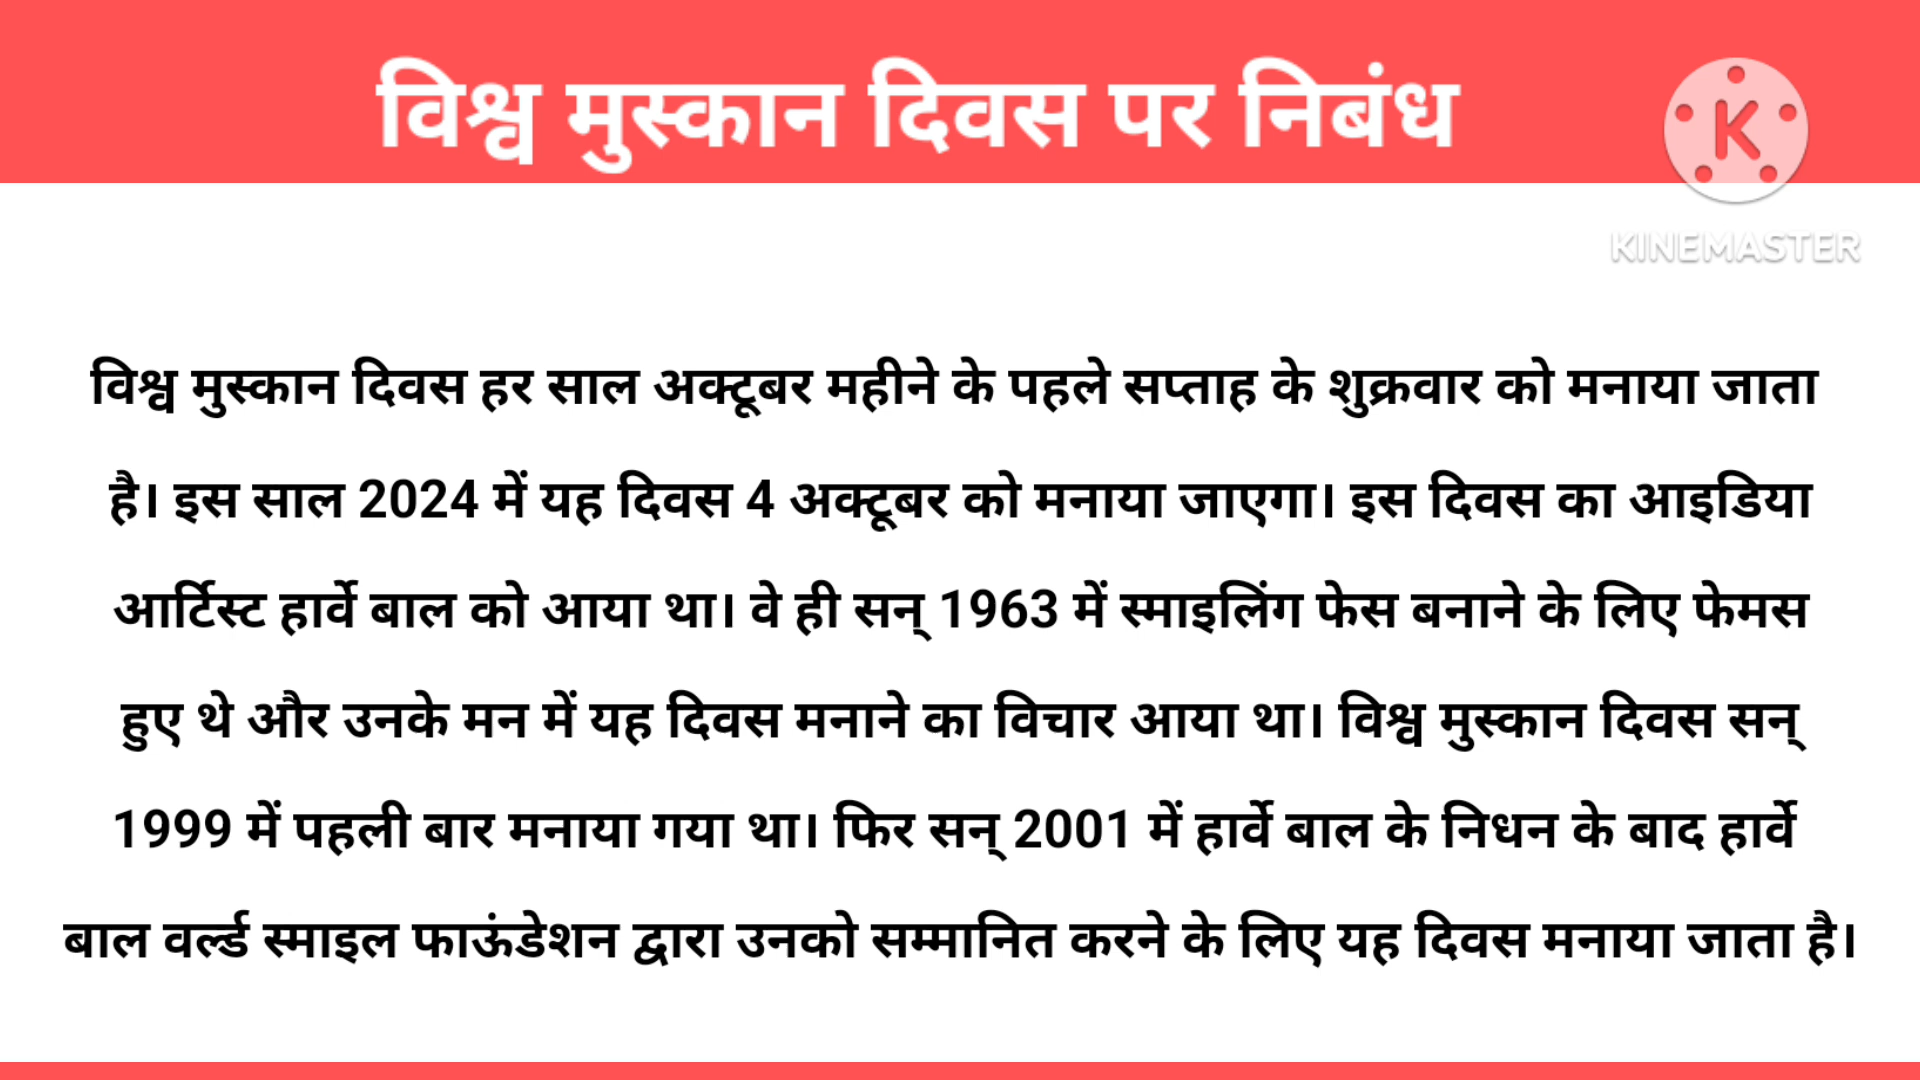 विश्व मुस्कान दिवस पर निबंध
K
KINEMASTER
विश्व मुस्कान दिवस हर साल अक्टूबर महीने के पहले सप्ताह के शुक्रवार को मनाया जाता
है। इस साल 2024 में यह दिवस 4 अक्टूबर को मनाया जाएगा। इस दिवस का आइडिया
आर्टिस्ट हार्वे बाल को आया था। वे ही सन् 1963 में स्माइलिंग फेस बनाने के लिए फेमस
हुए थे और उनके मन में यह दिवस मनाने का विचार आया था। विश्व मुस्कान दिवस सन्
1999 में पहली बार मनाया गया था। फिर सन् 2001 में हार्वे बाल के निधन के बाद हार्वे
बाल वर्ल्ड स्माइल फाऊंडेशन द्वारा उनको सम्मानित करने के लिए यह दिवस मनाया जाता है।